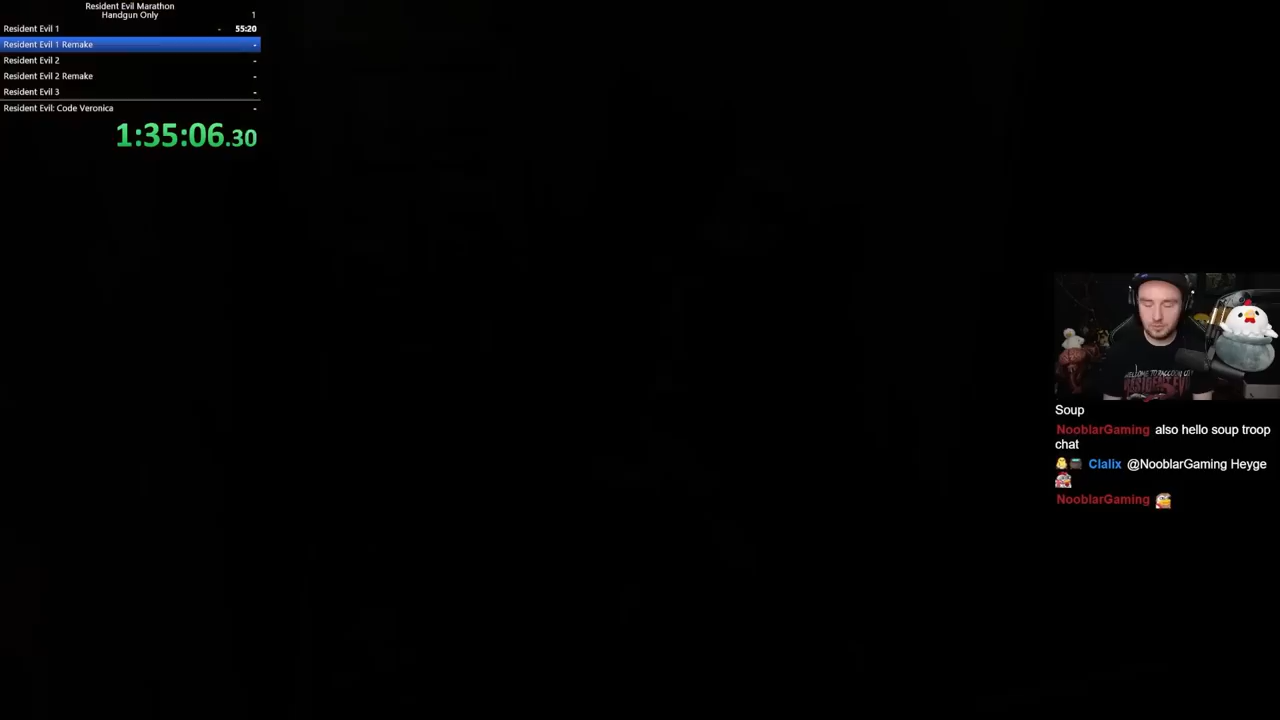 Resident Evil Marathon
Handgun Only
1
Resident Evil 1 - 55:20
Resident Evil 1 Remake -
Resident Evil 2 -
Resident Evil 2 Remake -
Resident Evil 3 -
Resident Evil: Code Veronica -
1:35:06.30
RESIDENT EVIL
Soup
NooblarGaming also hello soup troop
chat
Clalix @NooblarGaming Heyge
NooblarGaming